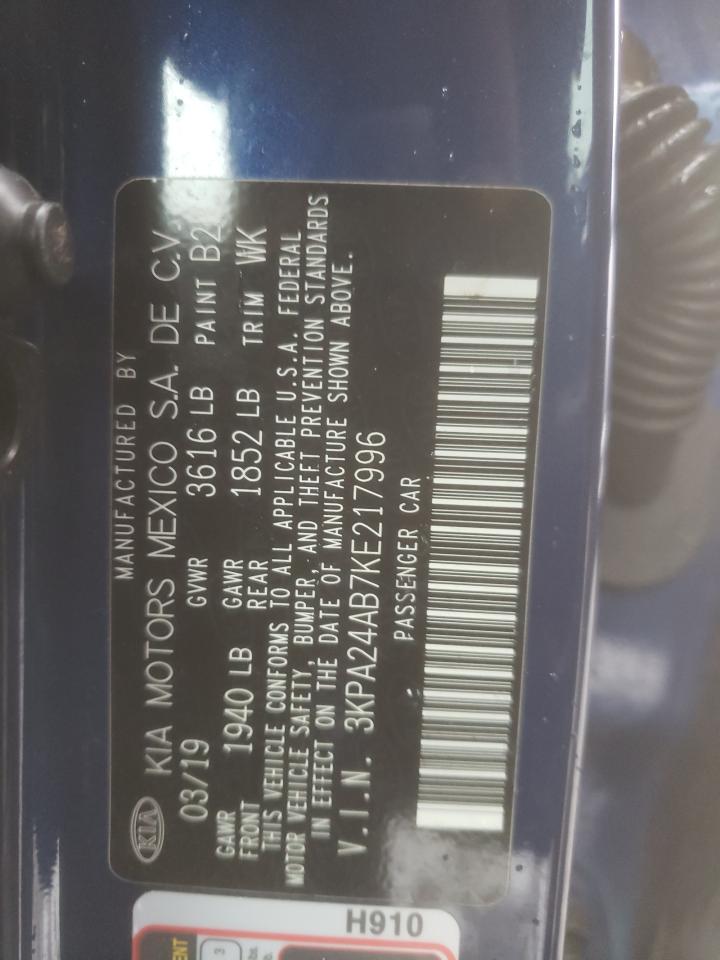 MANUFACTURED BY
KIA KIA MOTORS MEXICO S.A. DE C.V.
03/19 GVWR 3616 LB PAINT B2
GAWR FRONT 1940 LB GAWR REAR 1852 LB TRIM WK
THIS VEHICLE CONFORMS TO ALL APPLICABLE U.S.A. FEDERAL
MOTOR VEHICLE SAFETY, BUMPER, AND THEFT PREVENTION STANDARDS
IN EFFECT ON THE DATE OF MANUFACTURE SHOWN ABOVE.
V.I.N. 3KPA24AB7KE217996
PASSENGER CAR
H910
3